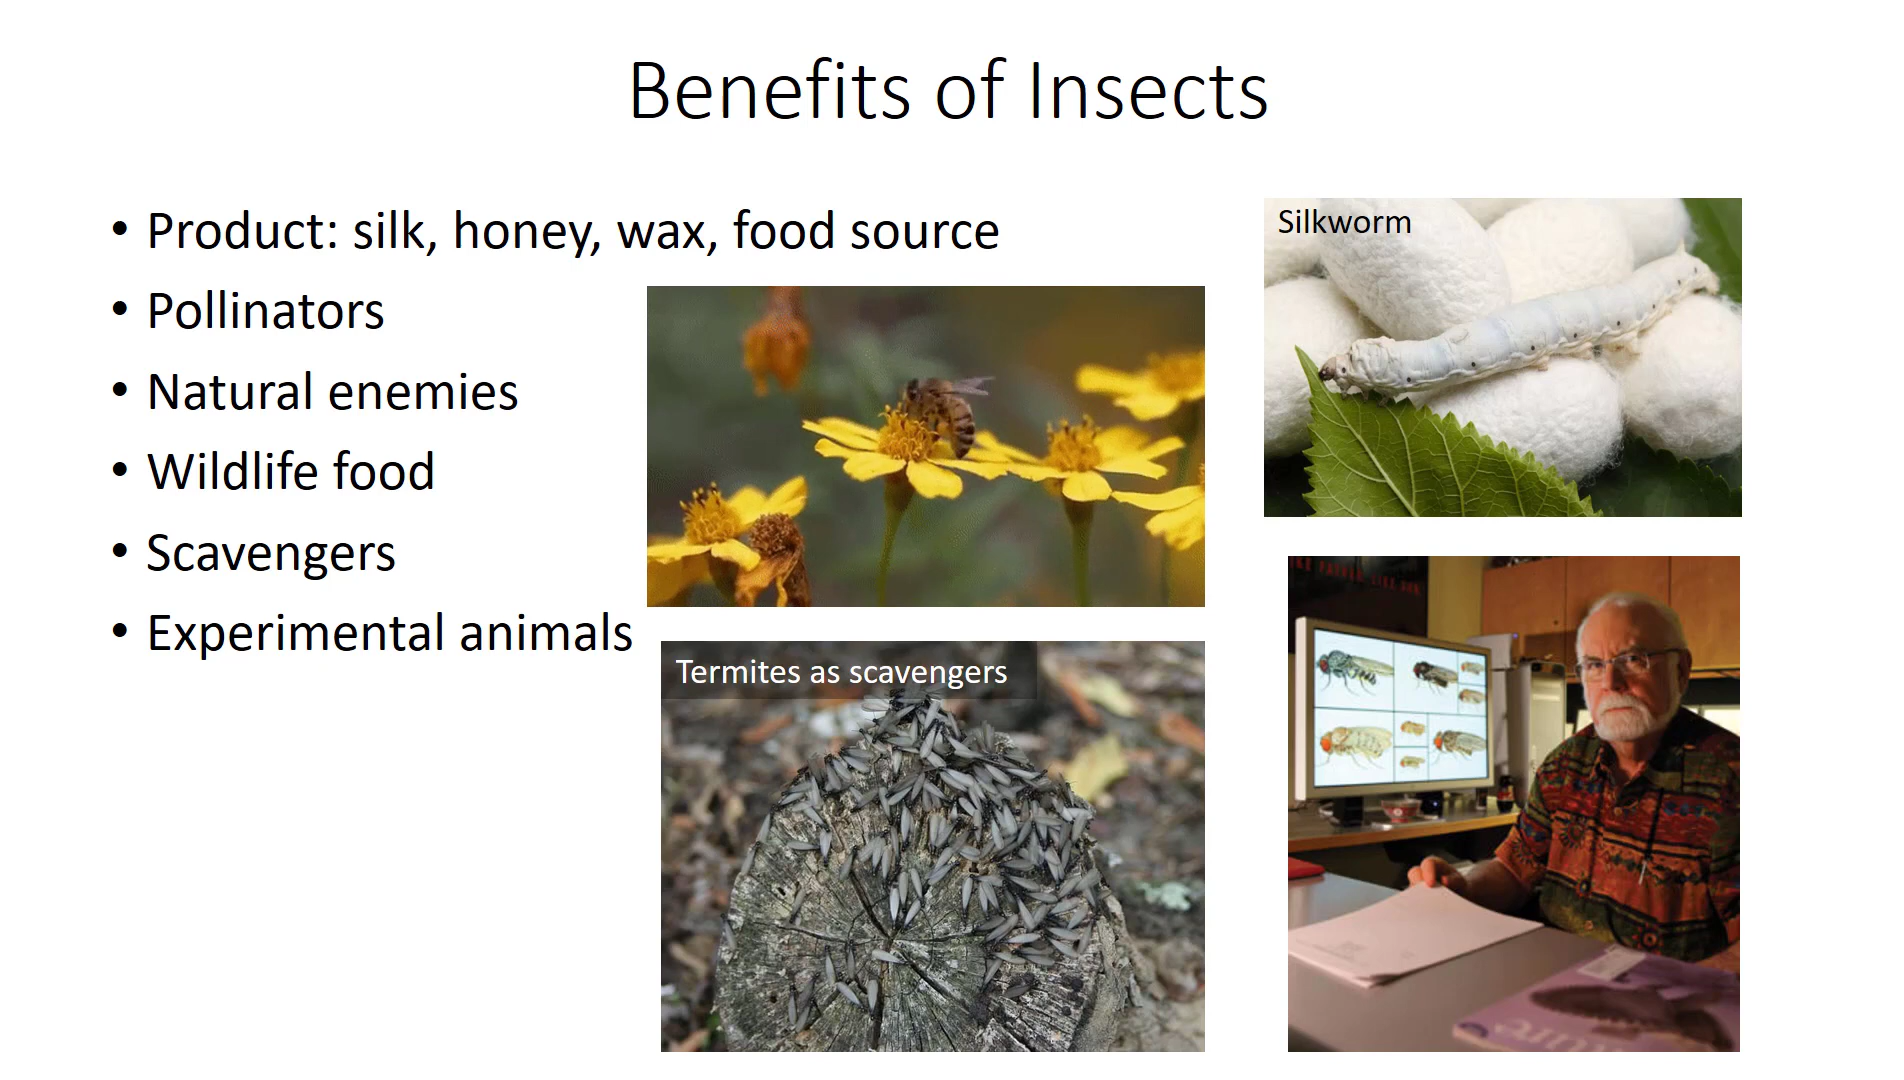 Benefits of Insects
• Product: silk, honey, wax, food source
• Pollinators
• Natural enemies
• Wildlife food
• Scavengers
• Experimental animals
Silkworm
Termites as scavengers